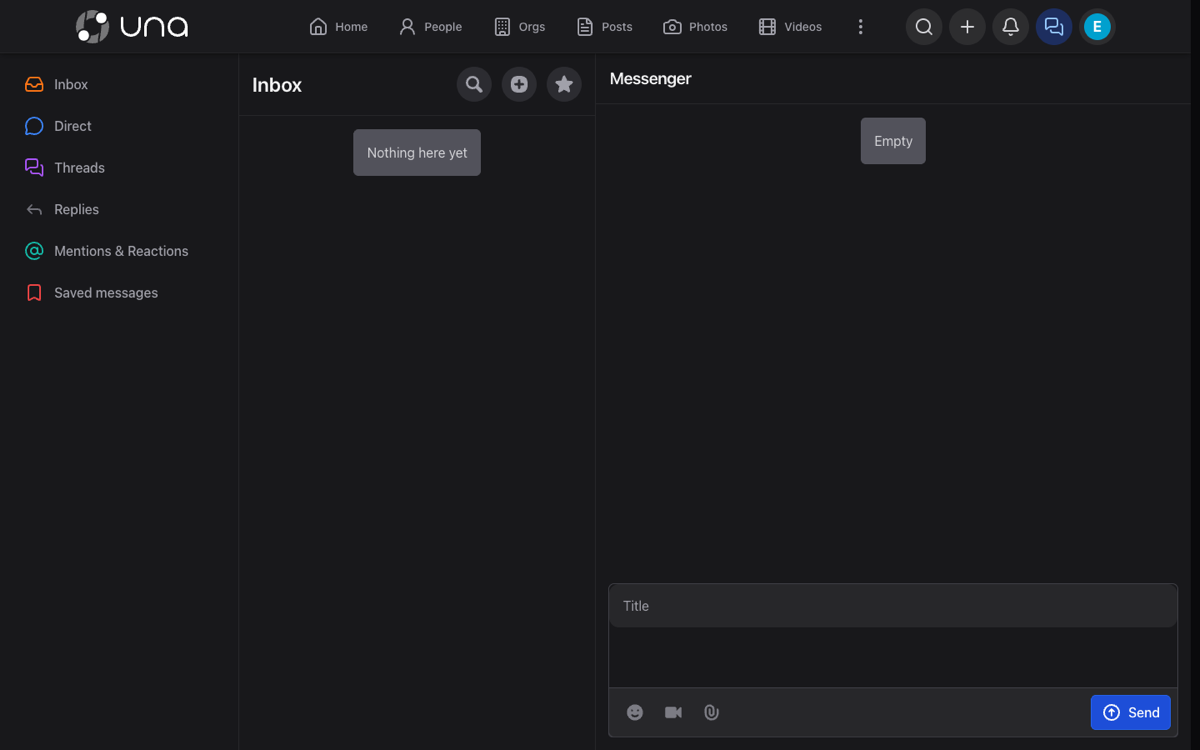 una
Home
People
Orgs
Posts
Photos
Videos
E
Inbox
Direct
Threads
Replies
Mentions & Reactions
Saved messages
Inbox
Nothing here yet
Messenger
Empty
Title
Send